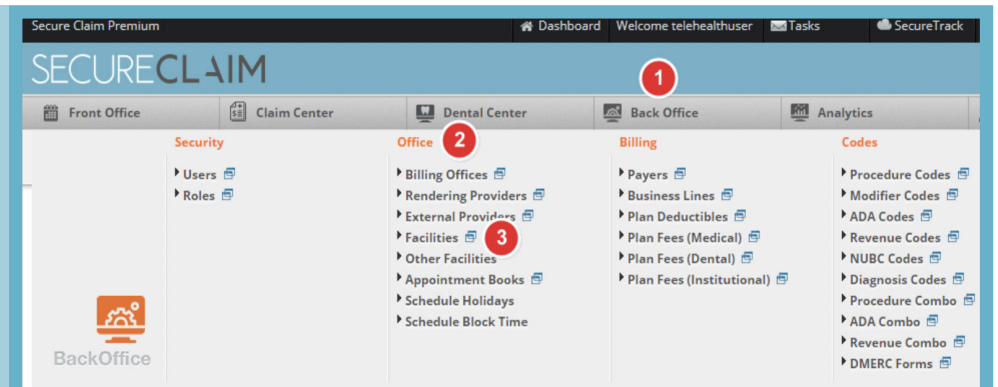 Secure Claim Premium Dashboard Welcome telehealthuser Tasks SecureTrack
SECURECLAIM
1
Front Office Claim Center Dental Center Back Office Analytics
Security
Users
Roles
Office 2
Billing Offices
Rendering Providers
External Providers
Facilities 3
Other Facilities
Appointment Books
Schedule Holidays
Schedule Block Time
Billing
Payers
Business Lines
Plan Deductibles
Plan Fees (Medical)
Plan Fees (Dental)
Plan Fees (Institutional)
Codes
Procedure Codes
Modifier Codes
ADA Codes
Revenue Codes
NUBC Codes
Diagnosis Codes
Procedure Combo
ADA Combo
Revenue Combo
DMERC Forms
BackOffice